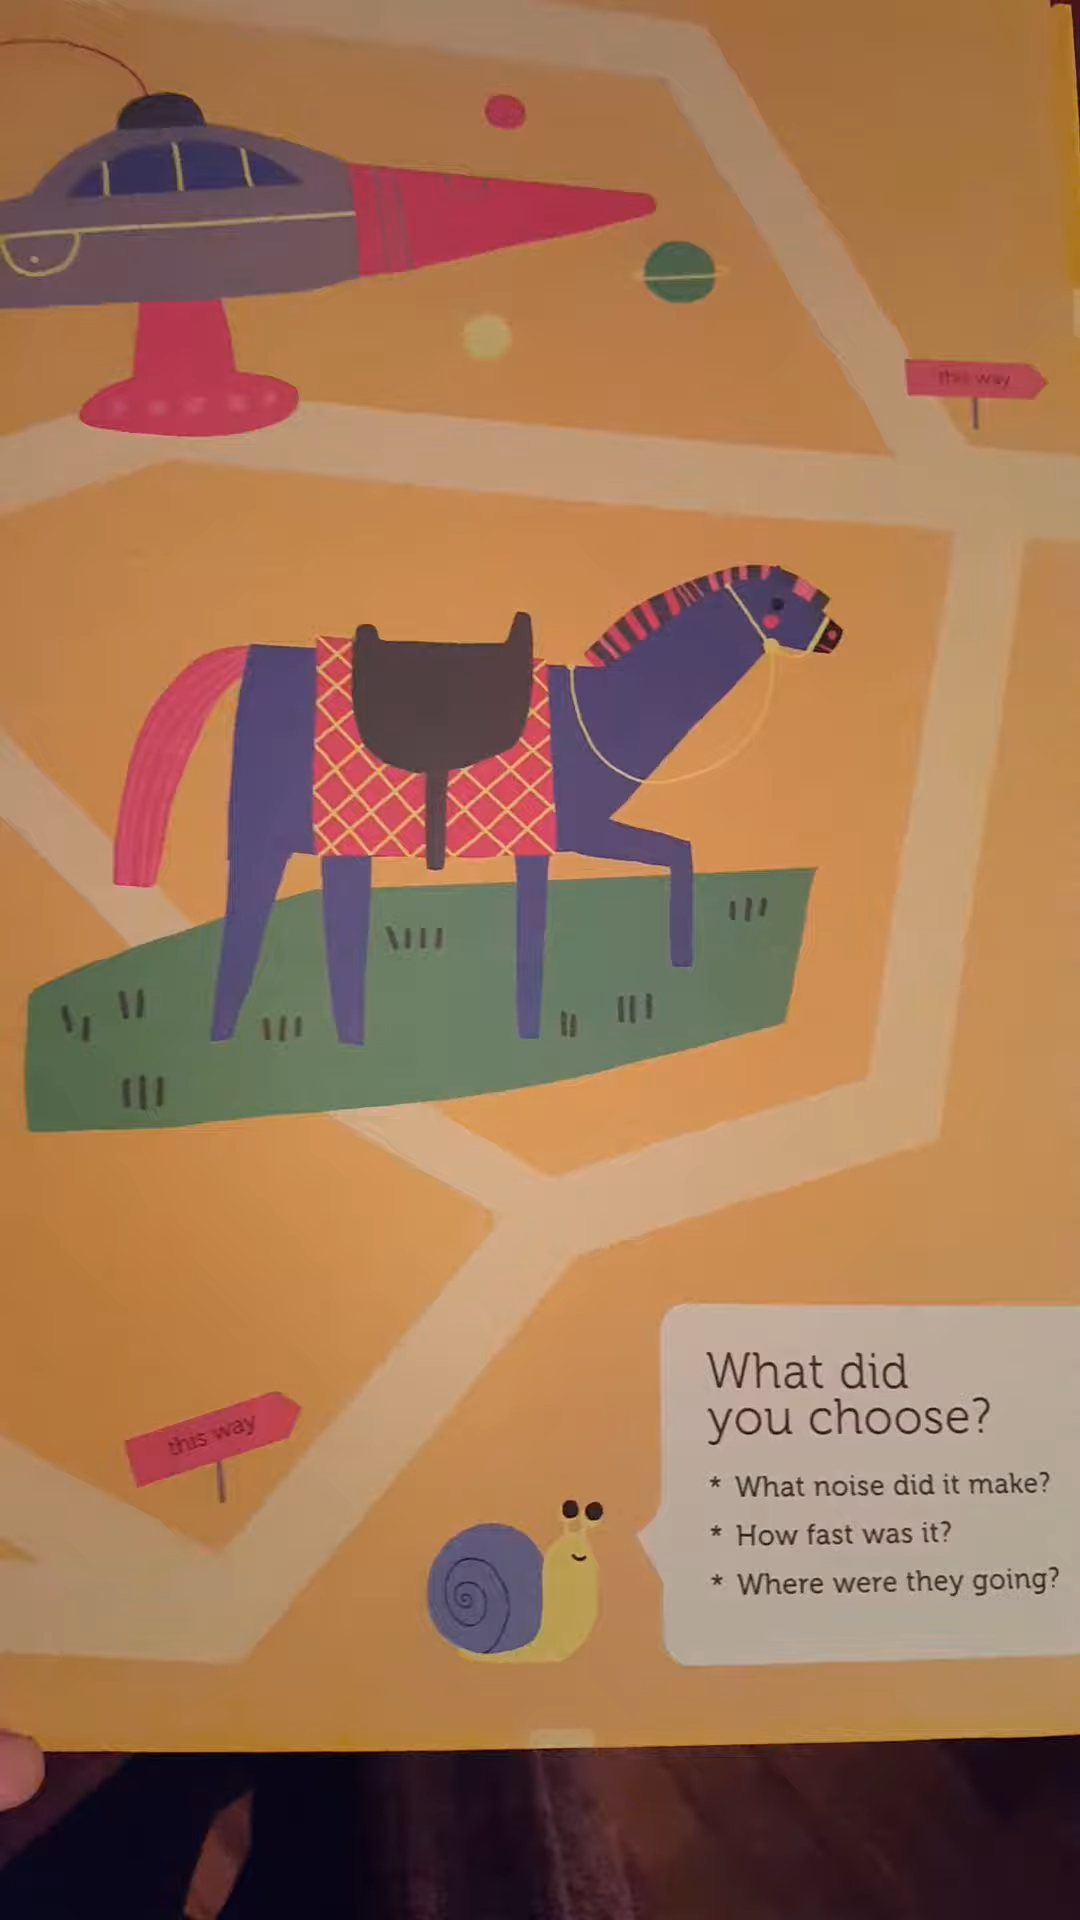 this way
this way
What did
you choose?
* What noise did it make?
* How fast was it?
* Where were they going?